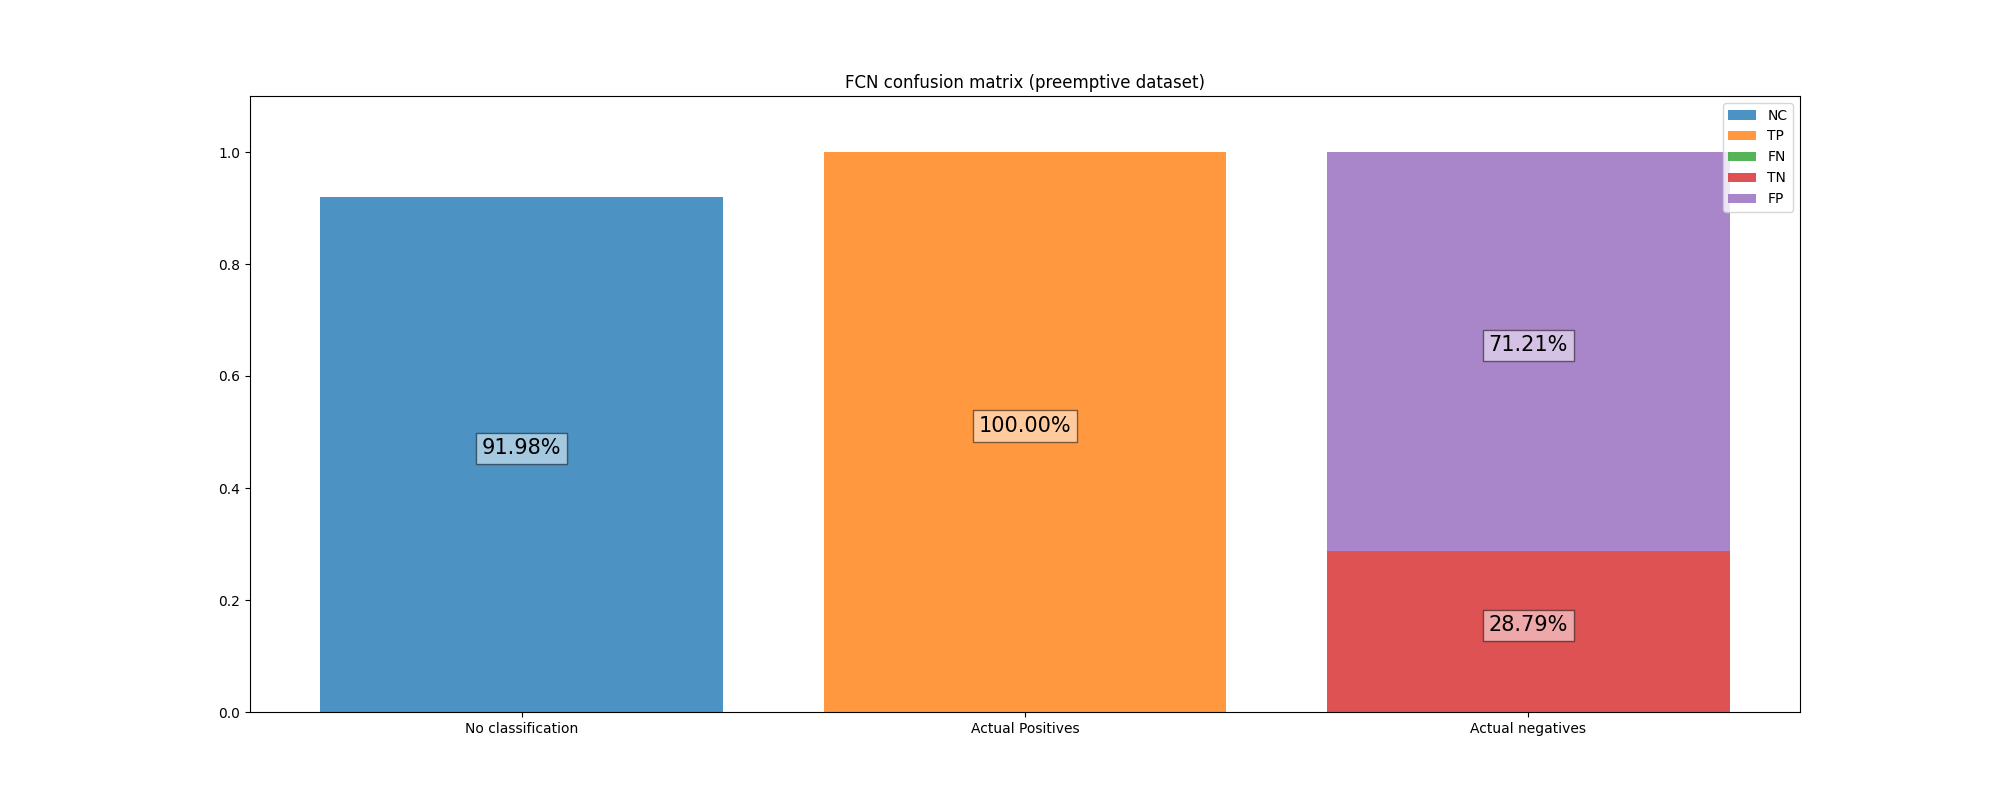 FCN confusion matrix (preemptive dataset)
NC
TP
FN
TN
FP
1.0
0.8
0.6
0.4
0.2
0.0
91.98%
100.00%
71.21%
28.79%
No classification
Actual Positives
Actual negatives